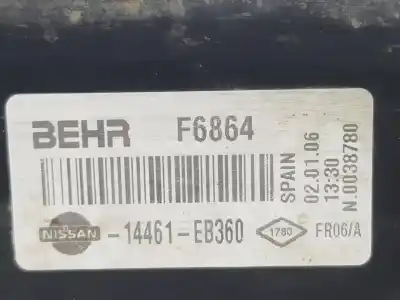 BEHR F6864
SPAIN
02.01.06
13:30
N.0038780
NISSAN -14461-EB360
1780
FR06/A